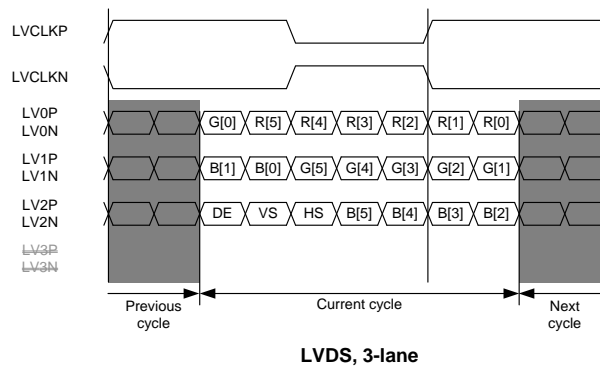 LVCLKP
LVCLKN
LV0P
LV0N
G[0] R[5] R[4] R[3] R[2] R[1] R[0]
LV1P
LV1N
B[1] B[0] G[5] G[4] G[3] G[2] G[1]
LV2P
LV2N
DE VS HS B[5] B[4] B[3] B[2]
LV3P
LV3N
Previous cycle
Current cycle
Next cycle
LVDS, 3-lane